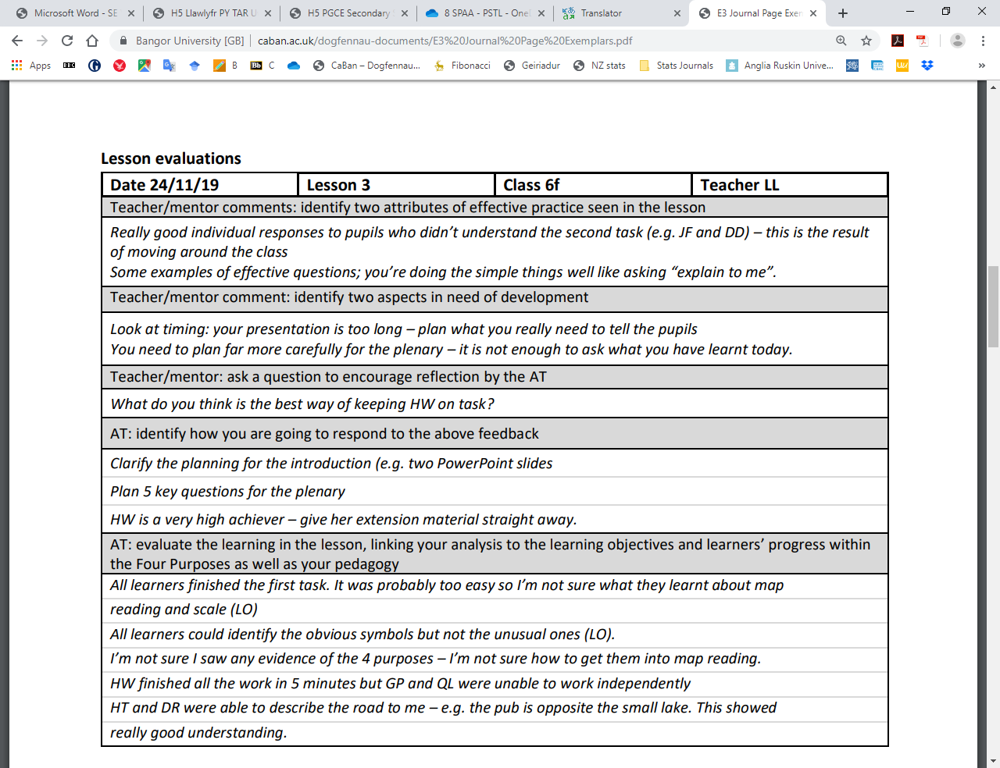 Microsoft Word - SE
H5 Llawlyfr PY TAR U
H5 PGCE Secondary
8 SPAA - PSTL - One
Translator
E3 Journal Page Exem
Bangor University [GB] | caban.ac.uk/dogfennau-documents/E3%20Journal%20Page%20Exemplars.pdf
Apps BBC B Bb C CaBan – Dogfennau... Fibonacci Geiriadur NZ stats Stats Journals Anglia Ruskin Unive... »
Lesson evaluations
Date 24/11/19 Lesson 3 Class 6f Teacher LL
Teacher/mentor comments: identify two attributes of effective practice seen in the lesson
Really good individual responses to pupils who didn’t understand the second task (e.g. JF and DD) – this is the result
of moving around the class
Some examples of effective questions; you’re doing the simple things well like asking “explain to me”.
Teacher/mentor comment: identify two aspects in need of development
Look at timing: your presentation is too long – plan what you really need to tell the pupils
You need to plan far more carefully for the plenary – it is not enough to ask what you have learnt today.
Teacher/mentor: ask a question to encourage reflection by the AT
What do you think is the best way of keeping HW on task?
AT: identify how you are going to respond to the above feedback
Clarify the planning for the introduction (e.g. two PowerPoint slides
Plan 5 key questions for the plenary
HW is a very high achiever – give her extension material straight away.
AT: evaluate the learning in the lesson, linking your analysis to the learning objectives and learners’ progress within
the Four Purposes as well as your pedagogy
All learners finished the first task. It was probably too easy so I’m not sure what they learnt about map
reading and scale (LO)
All learners could identify the obvious symbols but not the unusual ones (LO).
I’m not sure I saw any evidence of the 4 purposes – I’m not sure how to get them into map reading.
HW finished all the work in 5 minutes but GP and QL were unable to work independently
HT and DR were able to describe the road to me – e.g. the pub is opposite the small lake. This showed
really good understanding.